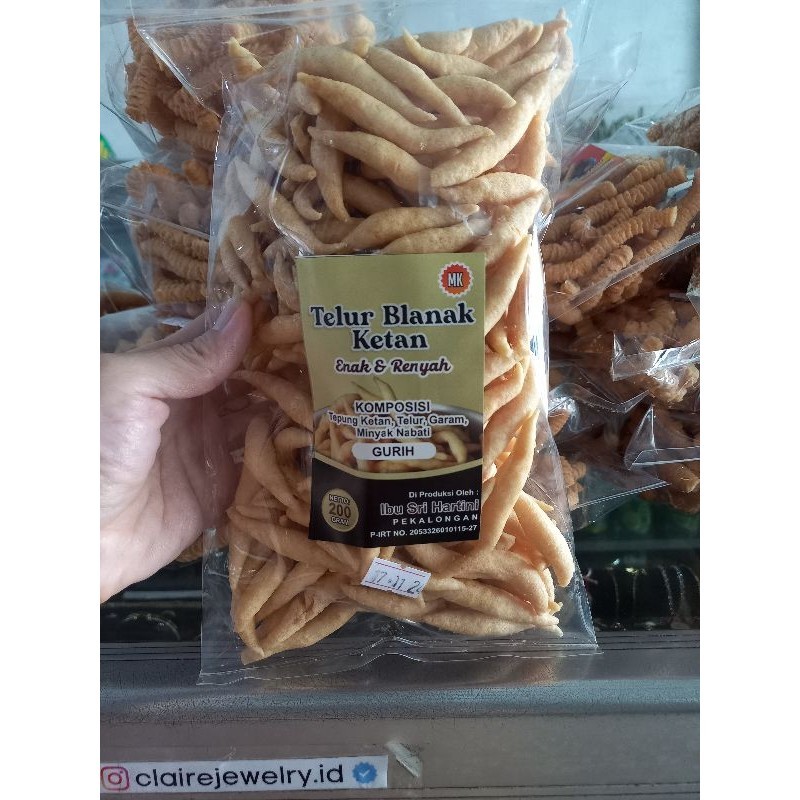 MK
Telur Blanak
Ketan
Enak & Renyah
KOMPOSISI
Tepung Ketan, Telur, Garam,
Minyak Nabati
GURIH
NETTO
200
GRAM
Di Produksi Oleh :
Ibu Sri Hartini
PEKALONGAN
P-IRT NO. 2053326010115-27
clairejewelry.id